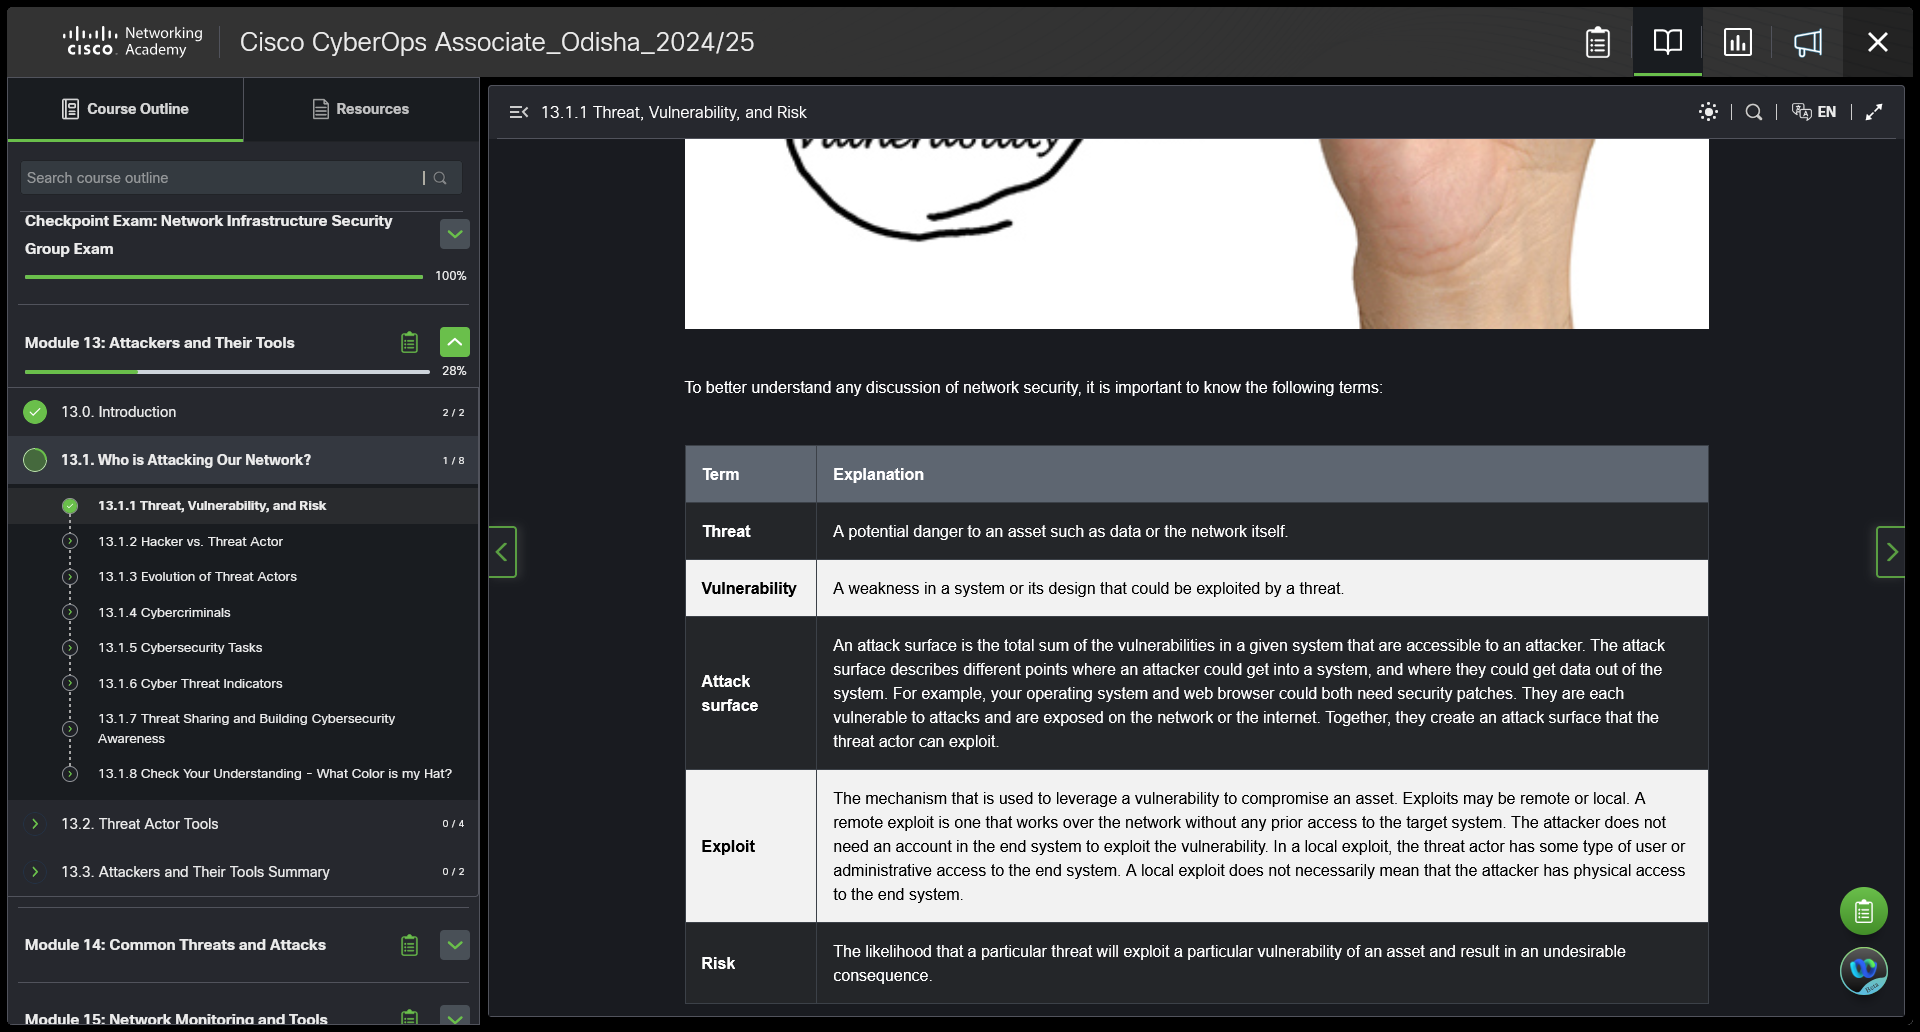 Networking
CISCO Academy
Cisco CyberOps Associate_Odisha_2024/25
Course Outline
Resources
Search course outline
Checkpoint Exam: Network Infrastructure Security
Group Exam
100%
Module 13: Attackers and Their Tools
28%
13.0. Introduction
2 / 2
13.1. Who is Attacking Our Network?
1 / 8
13.1.1 Threat, Vulnerability, and Risk
13.1.2 Hacker vs. Threat Actor
13.1.3 Evolution of Threat Actors
13.1.4 Cybercriminals
13.1.5 Cybersecurity Tasks
13.1.6 Cyber Threat Indicators
13.1.7 Threat Sharing and Building Cybersecurity
Awareness
13.1.8 Check Your Understanding - What Color is my Hat?
13.2. Threat Actor Tools
0 / 4
13.3. Attackers and Their Tools Summary
0 / 2
Module 14: Common Threats and Attacks
Module 15: Network Monitoring and Tools
13.1.1 Threat, Vulnerability, and Risk
EN
Vulnerability
To better understand any discussion of network security, it is important to know the following terms:
Term
Explanation
Threat
A potential danger to an asset such as data or the network itself.
Vulnerability
A weakness in a system or its design that could be exploited by a threat.
Attack
surface
An attack surface is the total sum of the vulnerabilities in a given system that are accessible to an attacker. The attack
surface describes different points where an attacker could get into a system, and where they could get data out of the
system. For example, your operating system and web browser could both need security patches. They are each
vulnerable to attacks and are exposed on the network or the internet. Together, they create an attack surface that the
threat actor can exploit.
Exploit
The mechanism that is used to leverage a vulnerability to compromise an asset. Exploits may be remote or local. A
remote exploit is one that works over the network without any prior access to the target system. The attacker does not
need an account in the end system to exploit the vulnerability. In a local exploit, the threat actor has some type of user or
administrative access to the end system. A local exploit does not necessarily mean that the attacker has physical access
to the end system.
Risk
The likelihood that a particular threat will exploit a particular vulnerability of an asset and result in an undesirable
consequence.
Beta